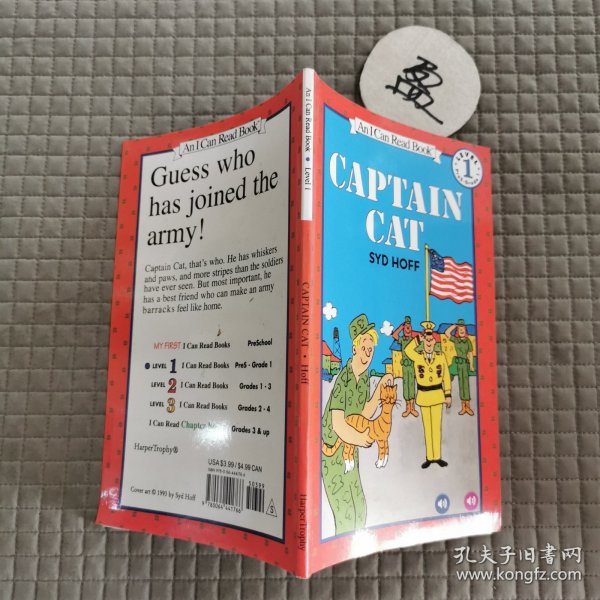 An I Can Read Book
Guess who
has joined the
army!
Captain Cat, that's who. He has whiskers
and paws, and more stripes than the soldiers
have ever seen. But most important, he
has a best friend who can make an army
barracks feel like home.
MY FIRST I Can Read Books PreSchool
LEVEL 1 I Can Read Books PreS - Grade 1
LEVEL 2 I Can Read Books Grades 1 - 3
LEVEL 3 I Can Read Books Grades 2 - 4
I Can Read Chapter Grades 3 & up
HarperTrophy®
USA $3.99 / $4.99 CAN
50399
Cover art © 1993 by Syd Hoff
An I Can Read Book • Level 1
CAPTAIN CAT • Hoff
HarperTrophy
An I Can Read Book
LEVEL
1
CAPTAIN
CAT
SYD HOFF
盈
孔夫子旧书网
www.kongfz.com